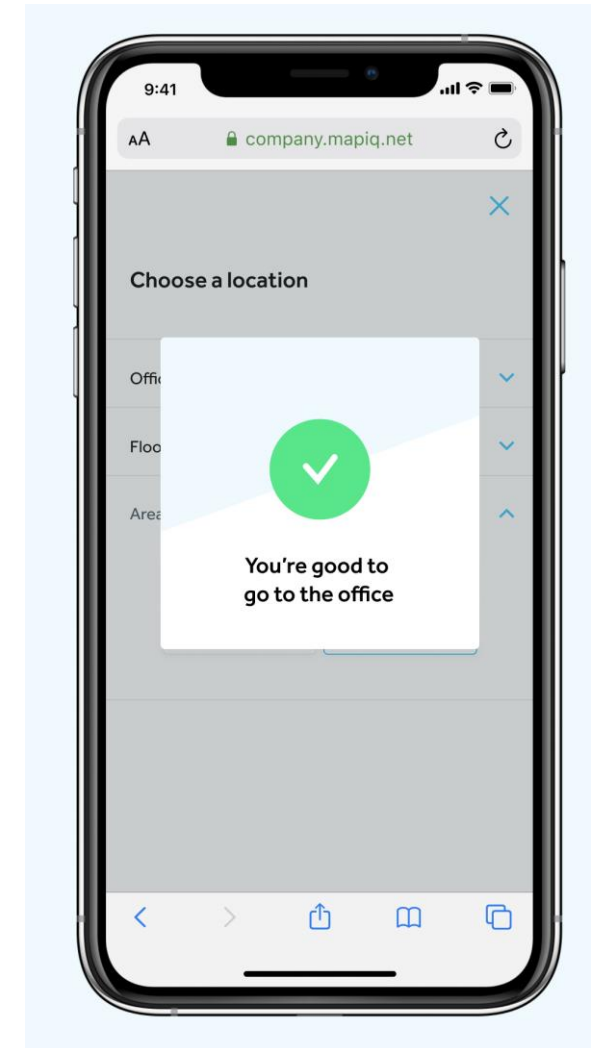 9:41
AA company.mapiq.net
Choose a location
You're good to
go to the office